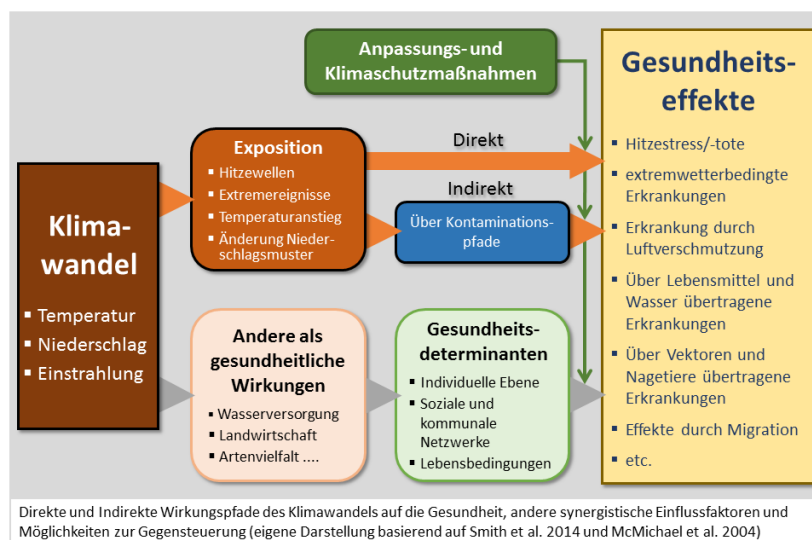 Anpassungs- und
Klimaschutzmaßnahmen
Gesundheits-
effekte
▪ Hitzestress/-tote
▪ extremwetterbedingte
Erkrankungen
▪ Erkrankung durch
Luftverschmutzung
▪ Über Lebensmittel und
Wasser übertragene
Erkrankungen
▪ Über Vektoren und
Nagetiere übertragene
Erkrankungen
▪ Effekte durch Migration
▪ etc.
Exposition
▪ Hitzewellen
▪ Extremereignisse
▪ Temperaturanstieg
▪ Änderung Nieder-
schlagsmuster
Direkt
Indirekt
Über Kontaminations-
pfade
Klima-
wandel
▪ Temperatur
▪ Niederschlag
▪ Einstrahlung
Andere als
gesundheitliche
Wirkungen
▪ Wasserversorgung
▪ Landwirtschaft
▪ Artenvielfalt ....
Gesundheits-
determinanten
▪ Individuelle Ebene
▪ Soziale und
kommunale
Netzwerke
▪ Lebensbedingungen
Direkte und Indirekte Wirkungspfade des Klimawandels auf die Gesundheit, andere synergistische Einflussfaktoren und
Möglichkeiten zur Gegensteuerung (eigene Darstellung basierend auf Smith et al. 2014 und McMichael et al. 2004)